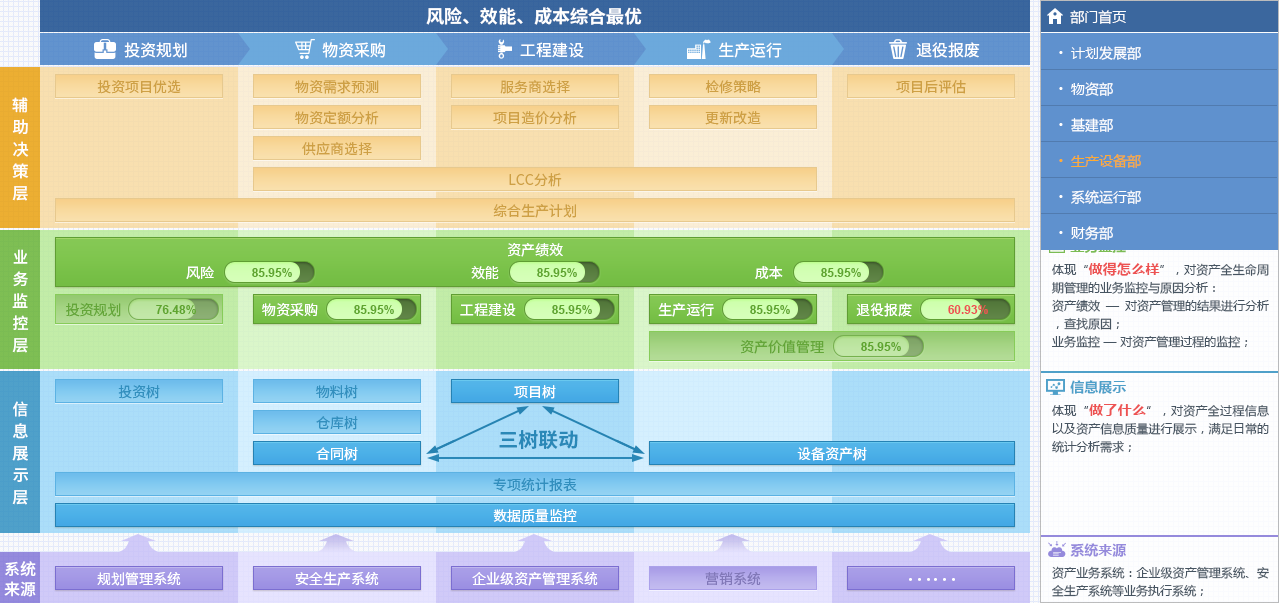 风险、效能、成本综合最优
投资规划
物资采购
工程建设
生产运行
退役报废
辅助决策层
投资项目优选
物资需求预测
服务商选择
检修策略
项目后评估
物资定额分析
项目造价分析
更新改造
供应商选择
LCC分析
综合生产计划
业务监控层
资产绩效
风险 85.95%
效能 85.95%
成本 85.95%
投资规划 76.48%
物资采购 85.95%
工程建设 85.95%
生产运行 85.95%
退役报废 60.93%
资产价值管理 85.95%
信息展示层
投资树
物料树
项目树
仓库树
三树联动
合同树
设备资产树
专项统计报表
数据质量监控
系统来源
规划管理系统
安全生产系统
企业级资产管理系统
营销系统
······
部门首页
· 计划发展部
· 物资部
· 基建部
· 生产设备部
· 系统运行部
· 财务部
业务监控
体现“做得怎么样”，对资产全生命周
期管理的业务监控与原因分析：
资产绩效 — 对资产管理的结果进行分析
，查找原因；
业务监控 — 对资产管理过程的监控；
信息展示
体现“做了什么”，对资产全过程信息
以及资产信息质量进行展示，满足日常的
统计分析需求；
系统来源
资产业务系统：企业级资产管理系统、安
全生产系统等业务执行系统；